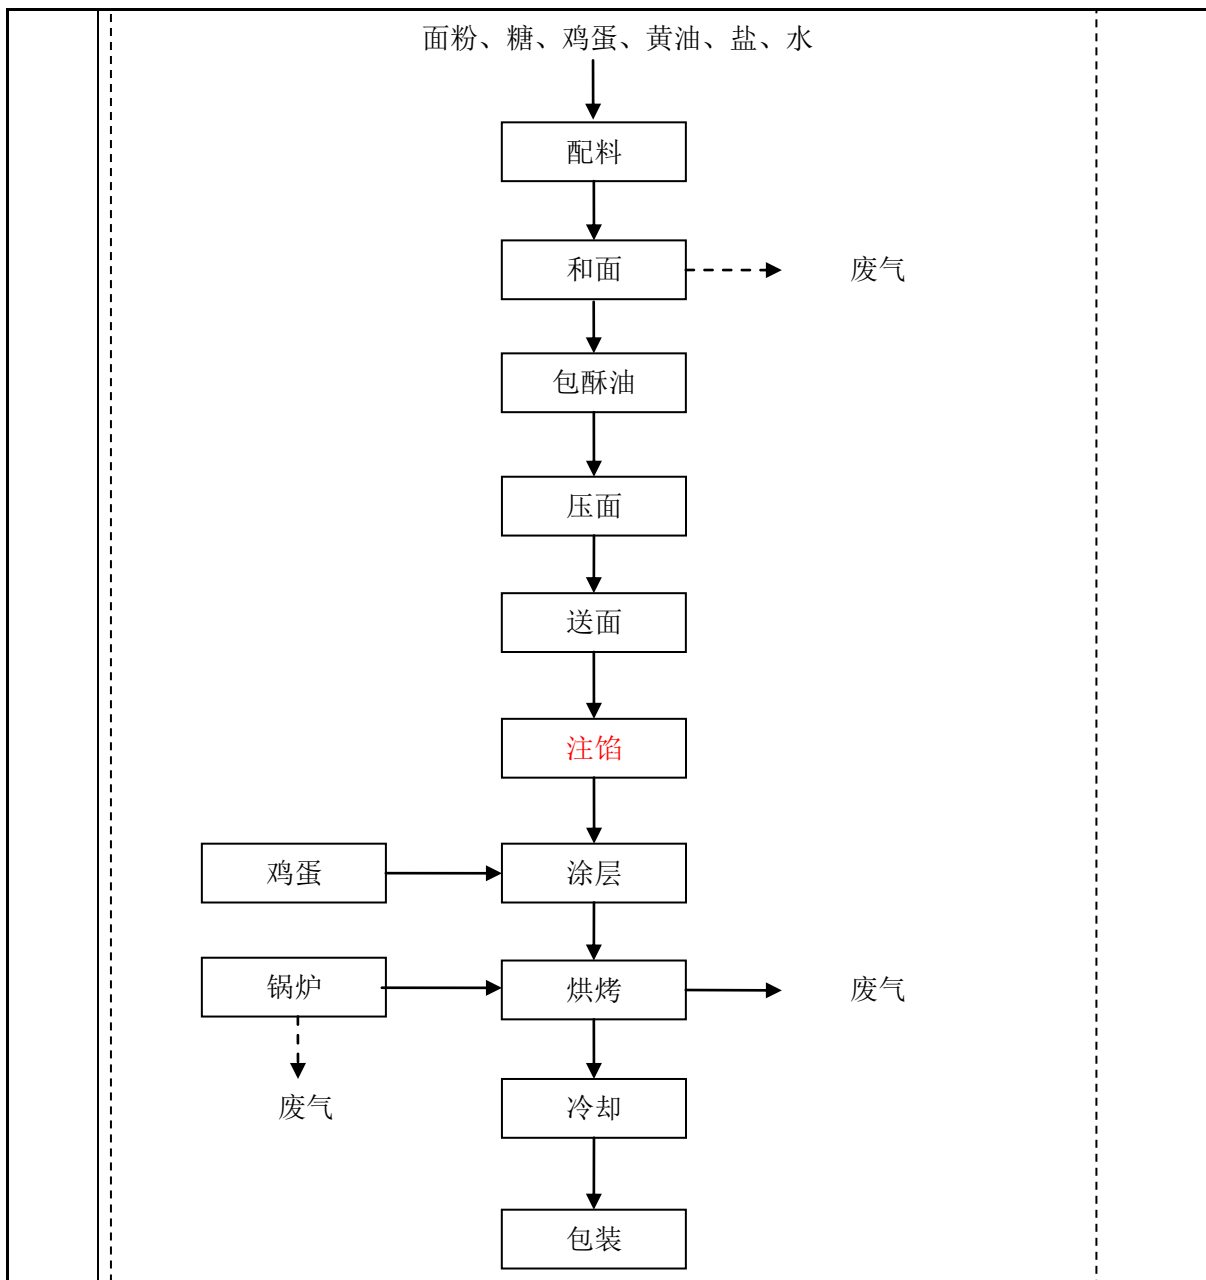 面粉、糖、鸡蛋、黄油、盐、水
配料
和面
废气
包酥油
压面
送面
注馅
鸡蛋
涂层
锅炉
烘烤
废气
冷却
废气
包装